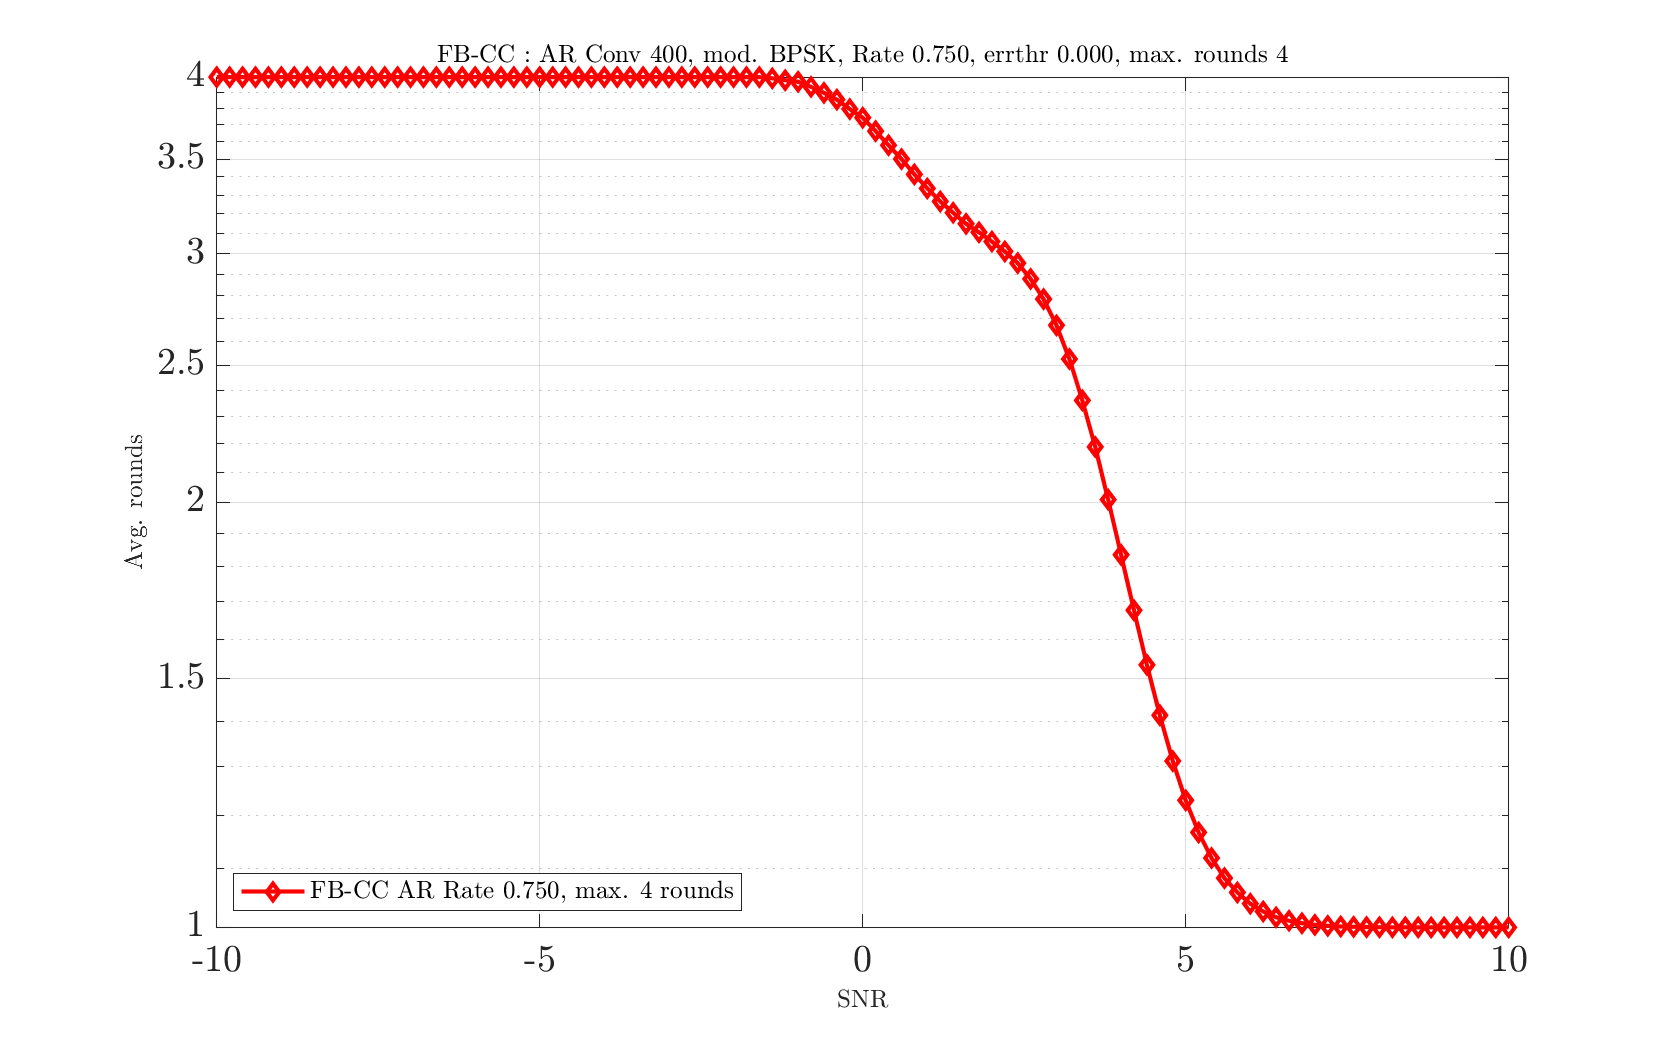 FB-CC : AR Conv 400, mod. BPSK, Rate 0.750, errthr 0.000, max. rounds 4
4
3.5
3
2.5
2
1.5
1
Avg. rounds
FB-CC AR Rate 0.750, max. 4 rounds
-10 -5 0 5 10
SNR